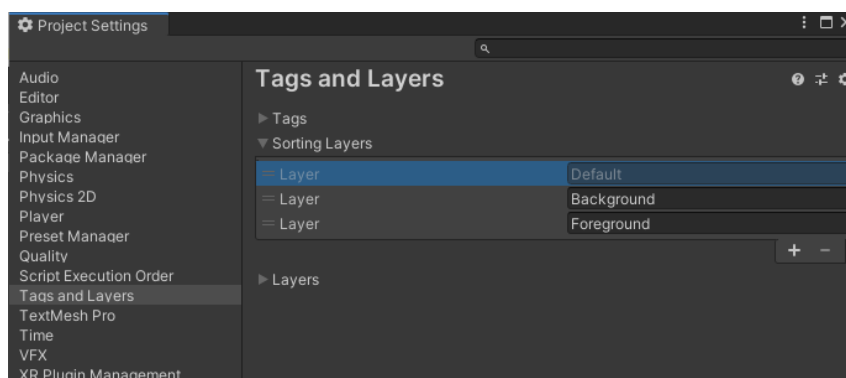 Project Settings
Audio
Editor
Graphics
Input Manager
Package Manager
Physics
Physics 2D
Player
Preset Manager
Quality
Script Execution Order
Tags and Layers
TextMesh Pro
Time
VFX
XR Plugin Management
Tags and Layers
Tags
Sorting Layers
Layer Default
Layer Background
Layer Foreground
Layers